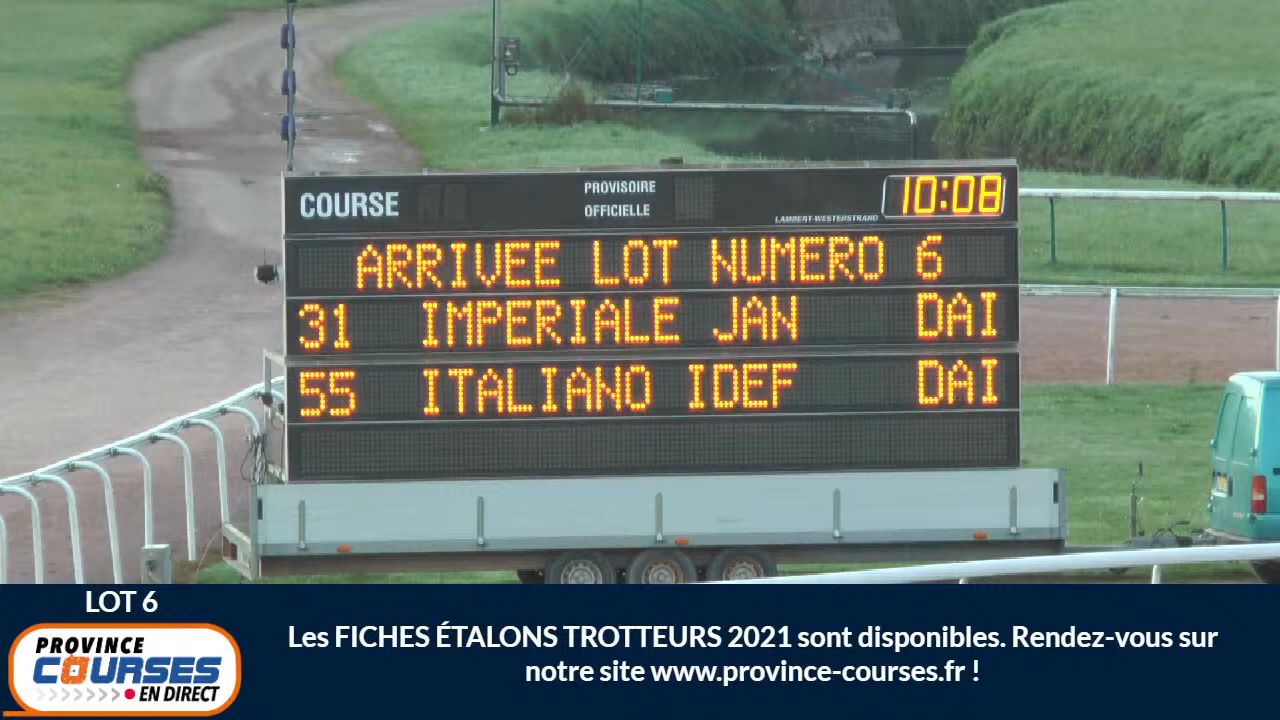 COURSE
PROVISOIRE
OFFICIELLE
LAMBERT-WESTERSTRAND
10:08
ARRIVEE LOT NUMERO 6
31 IMPERIALE JAN DAI
55 ITALIANO IDEF DAI
LOT 6
PROVINCE
COURSES
EN DIRECT
Les FICHES ÉTALONS TROTTEURS 2021 sont disponibles. Rendez-vous sur
notre site www.province-courses.fr !